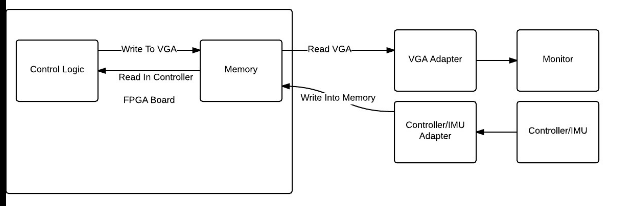 Control Logic
Write To VGA
Read In Controller
FPGA Board
Memory
Read VGA
Write Into Memory
VGA Adapter
Monitor
Controller/IMU
Adapter
Controller/IMU